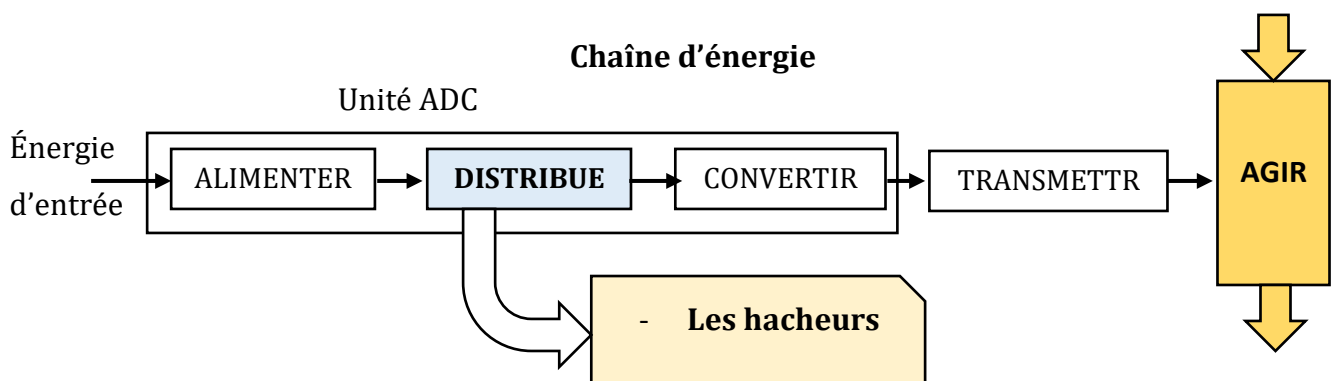 Chaîne d'énergie
Unité ADC
Énergie
d'entrée
ALIMENTER
DISTRIBUE
CONVERTIR
TRANSMETTR
AGIR
- Les hacheurs